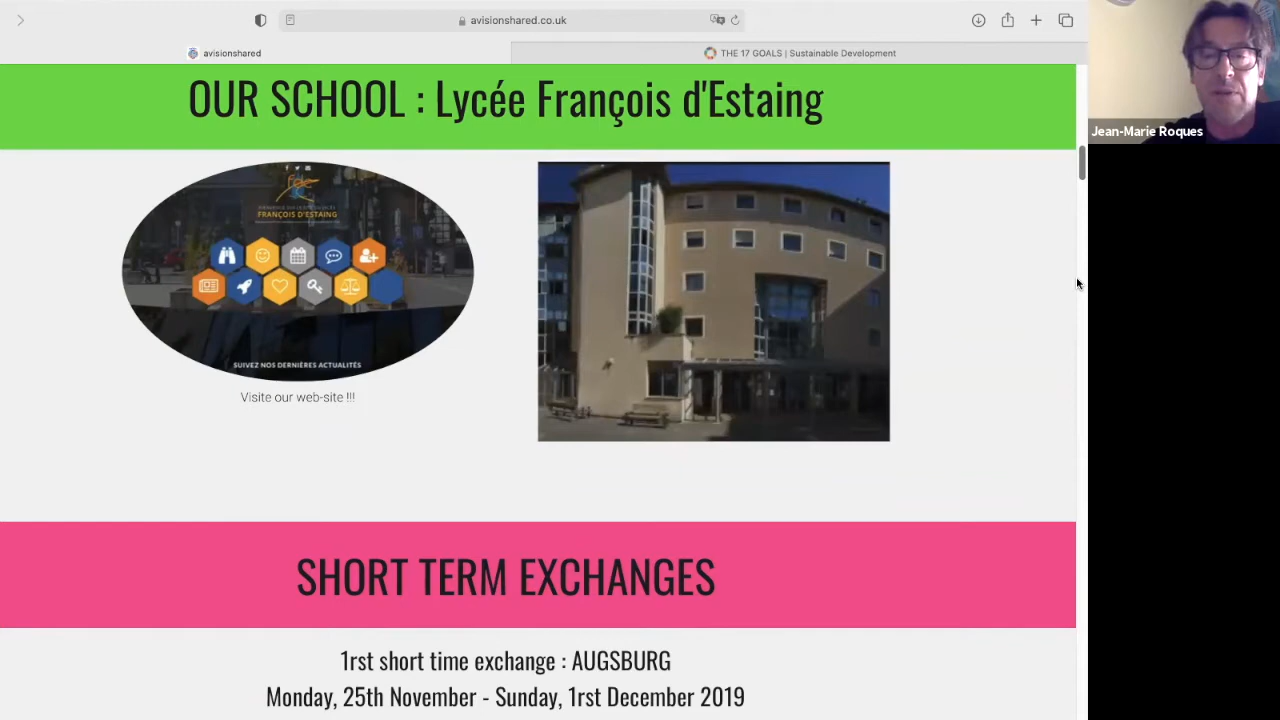 avisionshared.co.uk
avisionshared
THE 17 GOALS | Sustainable Development
OUR SCHOOL : Lycée François d'Estaing
FRANÇOIS D'ESTAING
SUIVEZ NOS DERNIÈRES ACTUALITÉS
Visite our web-site !!!
SHORT TERM EXCHANGES
1rst short time exchange : AUGSBURG
Monday, 25th November - Sunday, 1rst December 2019
Jean-Marie Roques